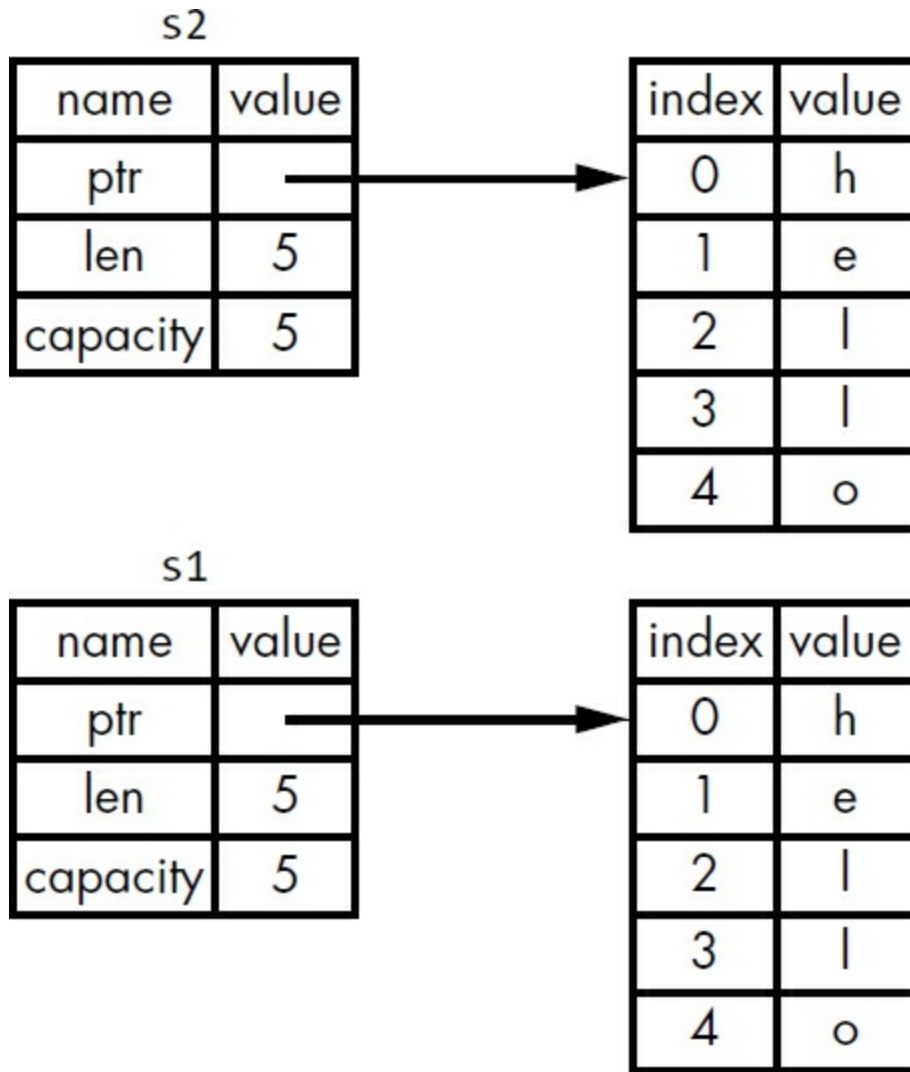 s2
name value
ptr
len 5
capacity 5
index value
0 h
1 e
2 l
3 l
4 o
s1
name value
ptr
len 5
capacity 5
index value
0 h
1 e
2 l
3 l
4 o